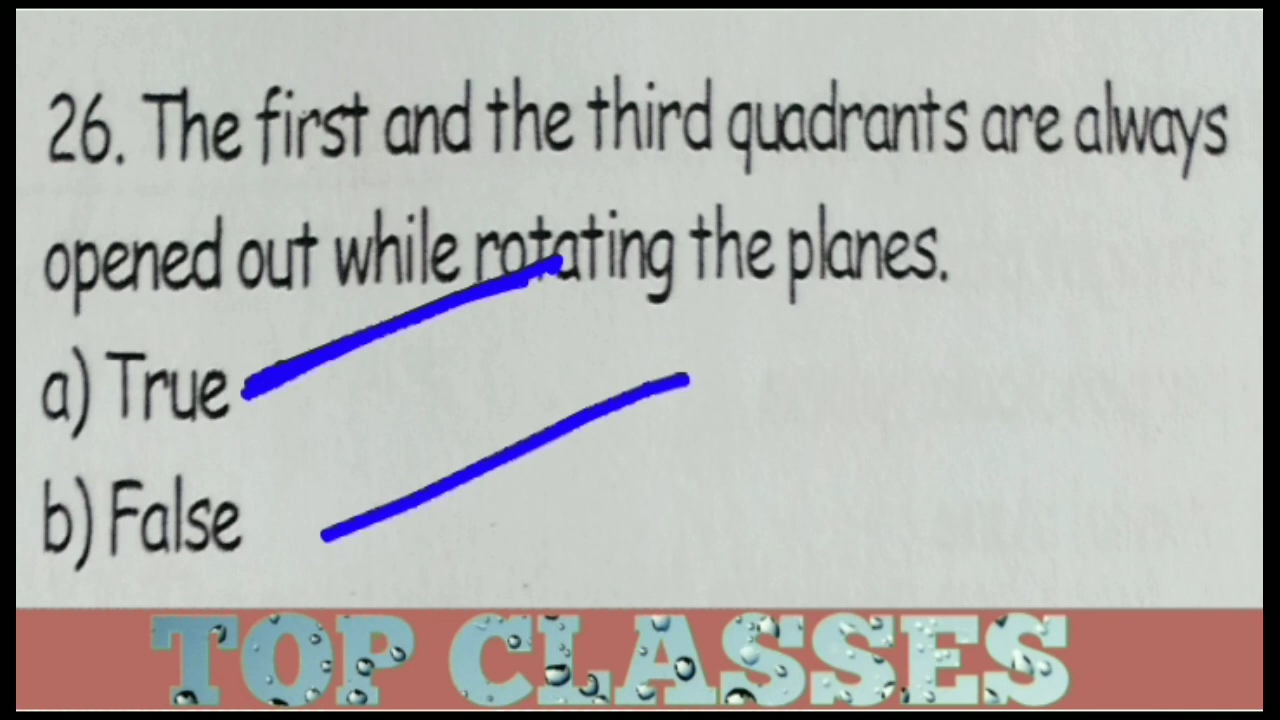 26. The first and the third quadrants are always
opened out while rotating the planes.
a) True
b) False
TOP CLASSES